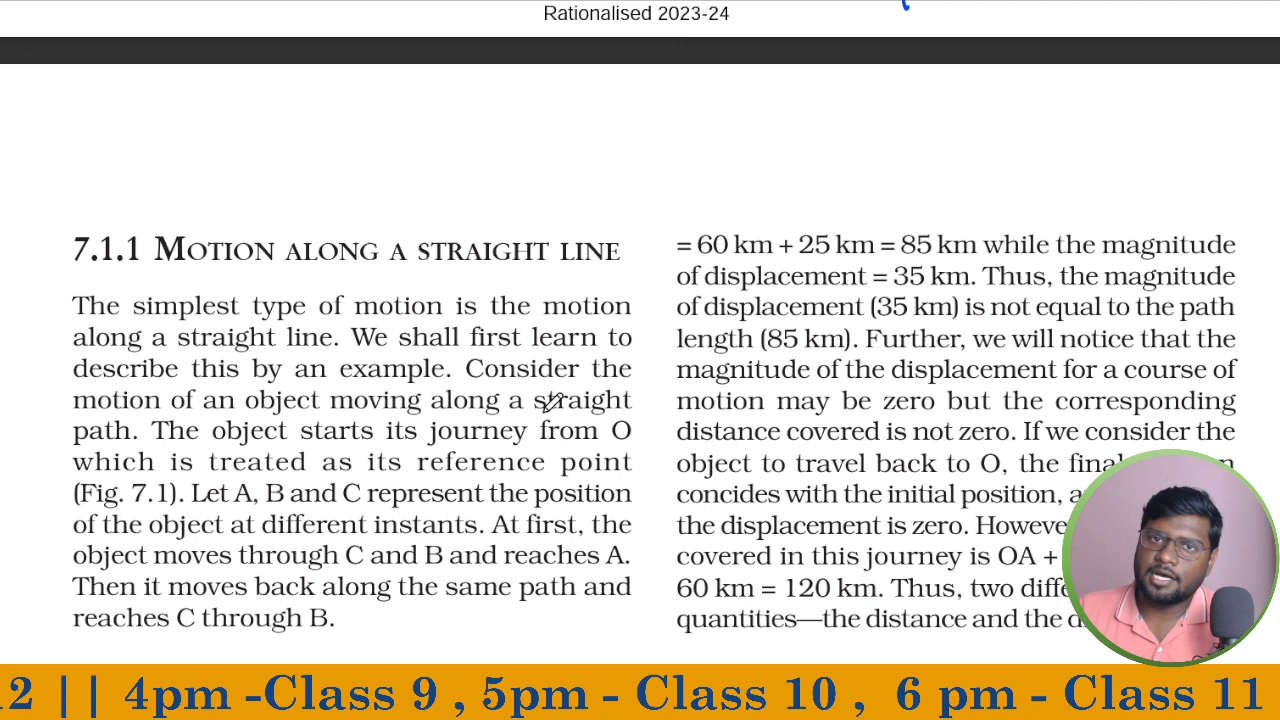 Rationalised 2023-24
7.1.1 MOTION ALONG A STRAIGHT LINE
The simplest type of motion is the motion
along a straight line. We shall first learn to
describe this by an example. Consider the
motion of an object moving along a straight
path. The object starts its journey from O
which is treated as its reference point
(Fig. 7.1). Let A, B and C represent the position
of the object at different instants. At first, the
object moves through C and B and reaches A.
Then it moves back along the same path and
reaches C through B.
= 60 km + 25 km = 85 km while the magnitude
of displacement = 35 km. Thus, the magnitude
of displacement (35 km) is not equal to the path
length (85 km). Further, we will notice that the
magnitude of the displacement for a course of
motion may be zero but the corresponding
distance covered is not zero. If we consider the
object to travel back to O, the final
concides with the initial position,
the displacement is zero.
covered in this journey is OA +
60 km = 120 km. Thus, two
quantities—the distance and the
2 || 4pm -Class 9 , 5pm - Class 10 , 6 pm - Class 11